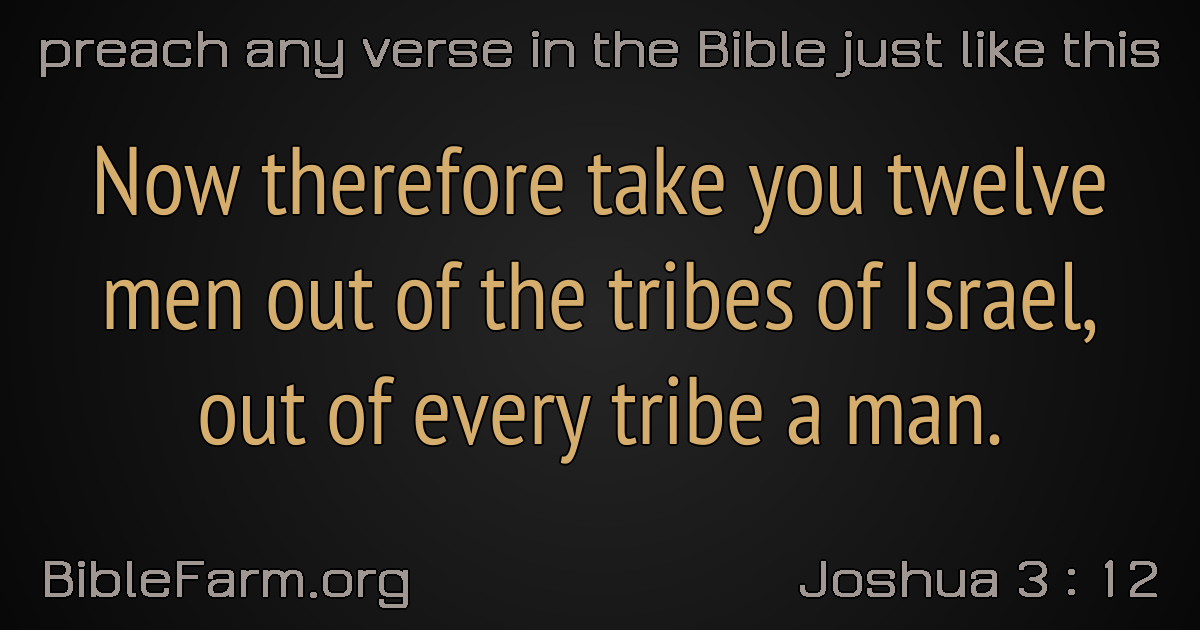 preach any verse in the Bible just like this
Now therefore take you twelve
men out of the tribes of Israel,
out of every tribe a man.
BibleFarm.org
Joshua 3 : 12